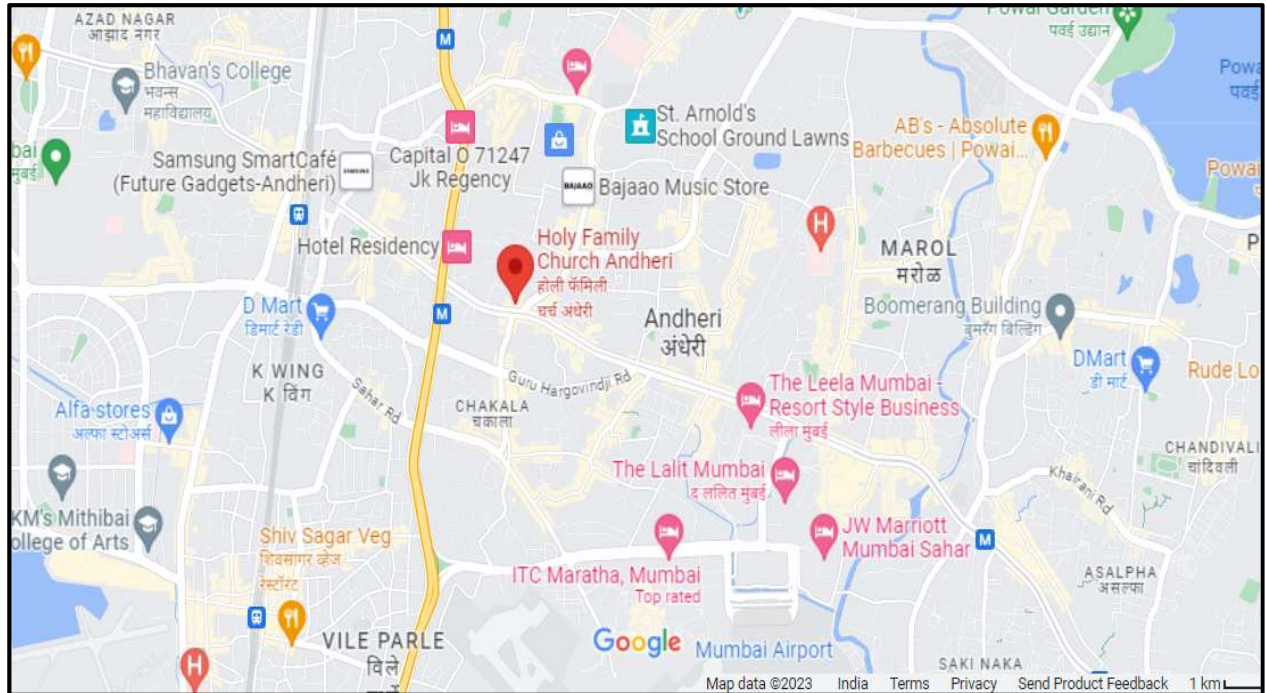 AZAD NAGAR
आझाद नगर
Bhavan's College
भवन्स
महाविद्यालय
Powai Garden
पवई उद्यान
St. Arnold's
School Ground Lawns
AB's - Absolute
Barbecues | Powai...
Samsung SmartCafé
(Future Gadgets-Andheri)
SAMSUNG
Capital O 71247
Jk Regency
BAJAAO
Bajaao Music Store
H
M
Hotel Residency
Holy Family
Church Andheri
होली फॅमिली
चर्च अंधेरी
MAROL
मरोळ
D Mart
डिमार्ट रेडी
M
Andheri
अंधेरी
Boomerang Building
बुमरॅंग बिल्डिंग
K WING
K विंग
Sahar Rd
Guru Hargovindji Rd
DMart
डी मार्ट
Rude Lo
The Leela Mumbai -
Resort Style Business
लीला मुंबई
CHAKALA
चकाला
Alfa stores
अल्फा स्टोअर्स
CHANDIVALI
चांदिवली
The Lalit Mumbai
द ललित मुंबई
Khairani Rd
KM's Mithibai
ollege of Arts
Shiv Sagar Veg
शिवसागर व्हेज
रेस्टॉरंट
JW Marriott
Mumbai Sahar
M
ITC Maratha, Mumbai
Top rated
ASALPHA
असल्फा
VILE PARLE
विले
H
Google
Mumbai Airport
SAKI NAKA
Map data ©2023 India Terms Privacy Send Product Feedback 1 km